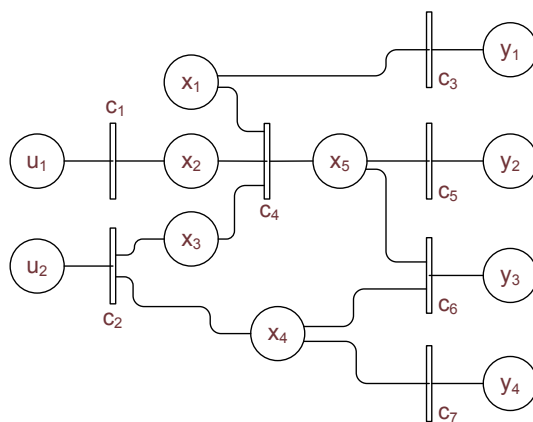 x₁
y₁
c₁
c₃
u₁
x₂
x₅
y₂
c₄
c₅
x₃
u₂
y₃
c₂
c₆
x₄
y₄
c₇